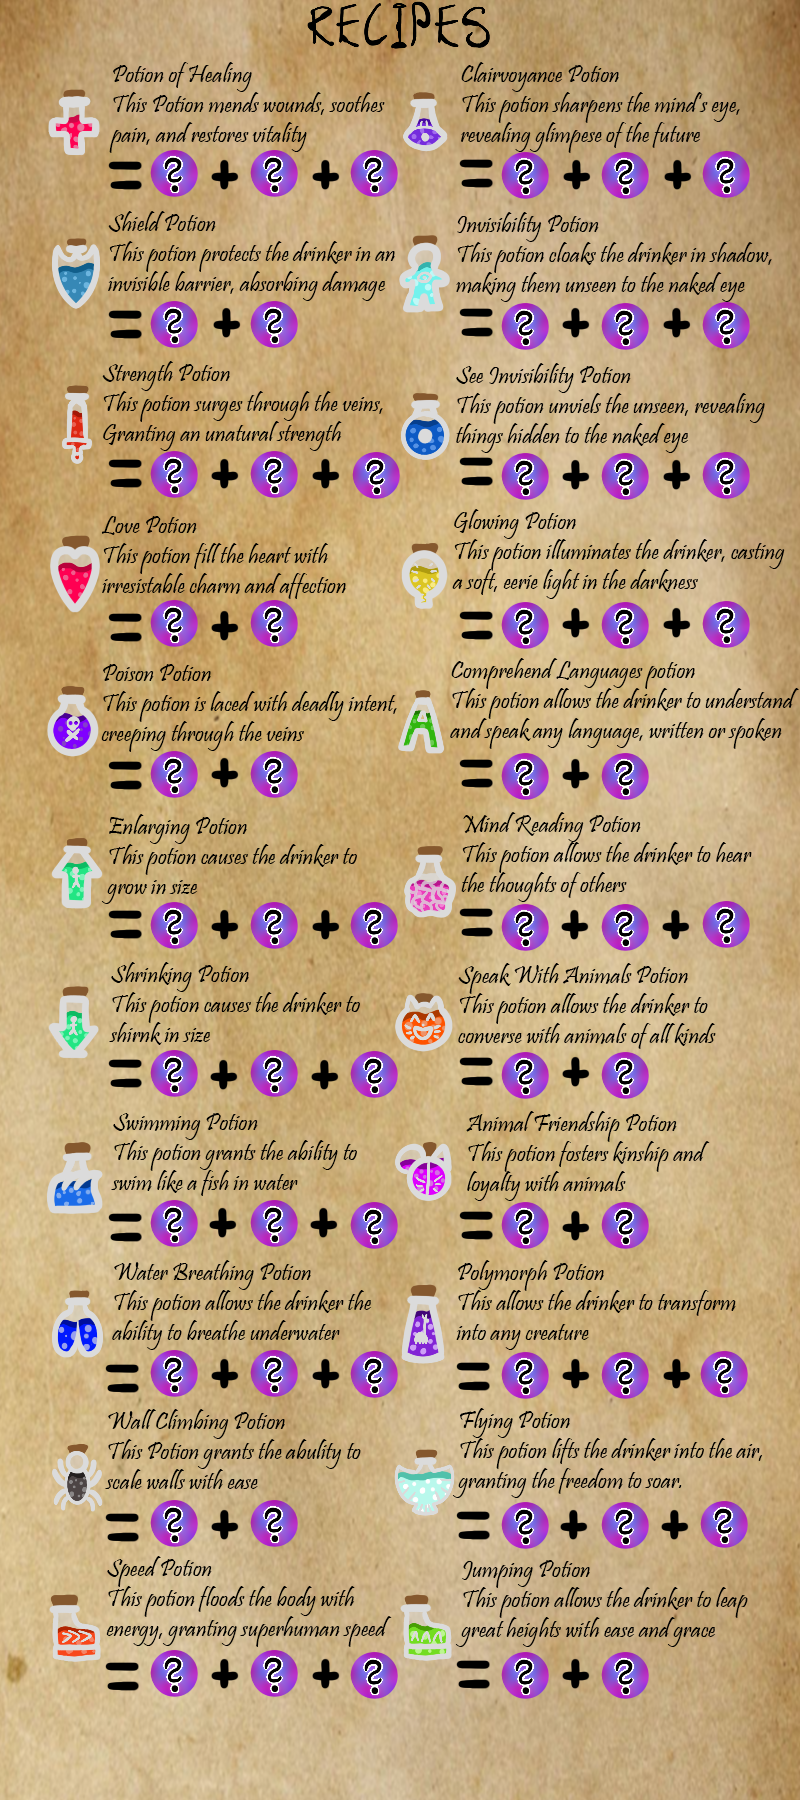 RECIPES
Potion of Healing
This Potion mends wounds, soothes
pain, and restores vitality
= ? + ? + ?
Shield Potion
This potion protects the drinker in an
invisible barrier, absorbing damage
= ? + ?
Strength Potion
This potion surges through the veins,
Granting an unatural strength
= ? + ? + ?
Love Potion
This potion fill the heart with
irresistable charm and affection
= ? + ?
Poison Potion
This potion is laced with deadly intent,
creeping through the veins
= ? + ?
Enlarging Potion
This potion causes the drinker to
grow in size
= ? + ? + ?
Shrinking Potion
This potion causes the drinker to
shirnk in size
= ? + ? + ?
Swimming Potion
This potion grants the ability to
swim like a fish in water
= ? + ? + ?
Water Breathing Potion
This potion allows the drinker the
ability to breathe underwater
= ? + ? + ?
Wall Climbing Potion
This Potion grants the abulity to
scale walls with ease
= ? + ?
Speed Potion
This potion floods the body with
energy, granting superhuman speed
= ? + ? + ?
Clairvoyance Potion
This potion sharpens the mind's eye,
revealing glimpese of the future
= ? + ? + ?
Invisibility Potion
This potion cloaks the drinker in shadow,
making them unseen to the naked eye
= ? + ? + ?
See Invisibility Potion
This potion unviels the unseen, revealing
things hidden to the naked eye
= ? + ? + ?
Glowing Potion
This potion illuminates the drinker, casting
a soft, eerie light in the darkness
= ? + ? + ?
Comprehend Languages potion
This potion allows the drinker to understand
and speak any language, written or spoken
= ? + ?
Mind Reading Potion
This potion allows the drinker to hear
the thoughts of others
= ? + ? + ?
Speak With Animals Potion
This potion allows the drinker to
converse with animals of all kinds
= ? + ?
Animal Friendship Potion
This potion fosters kinship and
loyalty with animals
= ? + ?
Polymorph Potion
This allows the drinker to transform
into any creature
= ? + ? + ?
Flying Potion
This potion lifts the drinker into the air,
granting the freedom to soar.
= ? + ? + ?
Jumping Potion
This potion allows the drinker to leap
great heights with ease and grace
= ? + ?